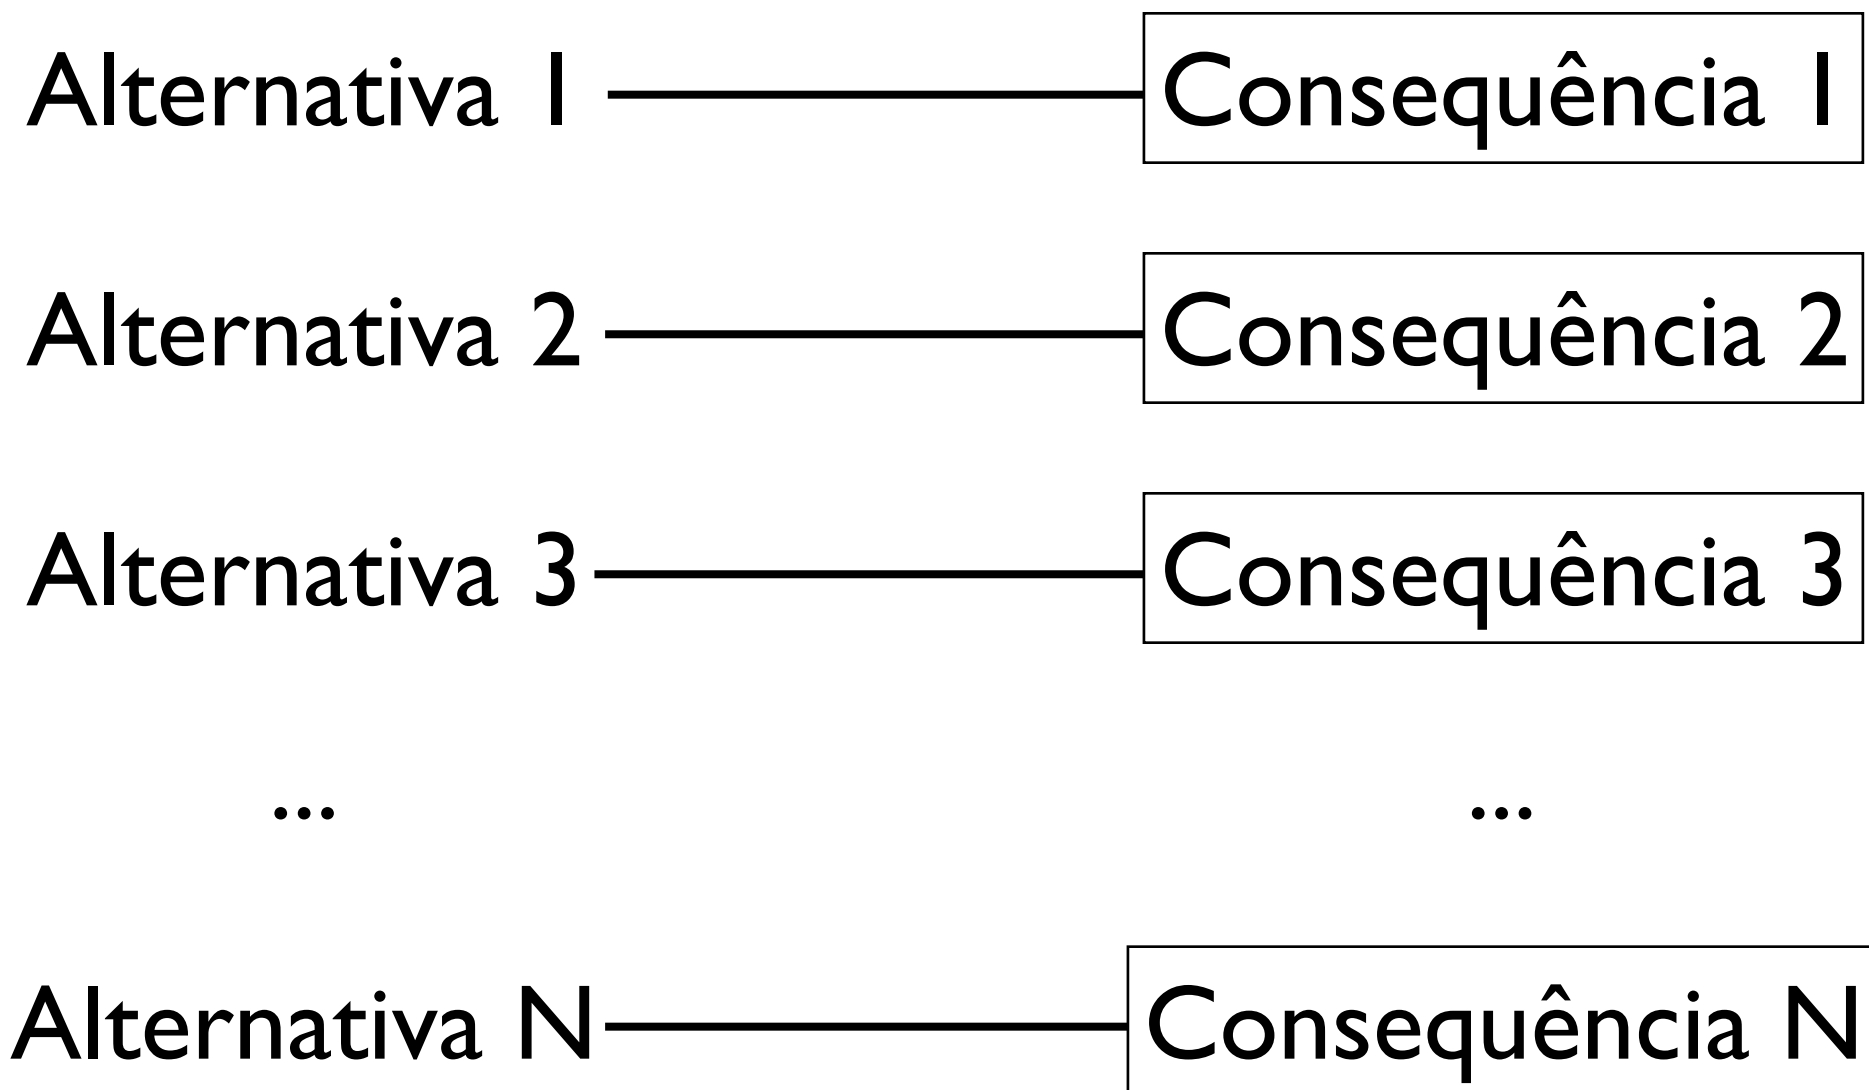 Alternativa 1 Consequência 1
Alternativa 2 Consequência 2
Alternativa 3 Consequência 3
... ...
Alternativa N Consequência N